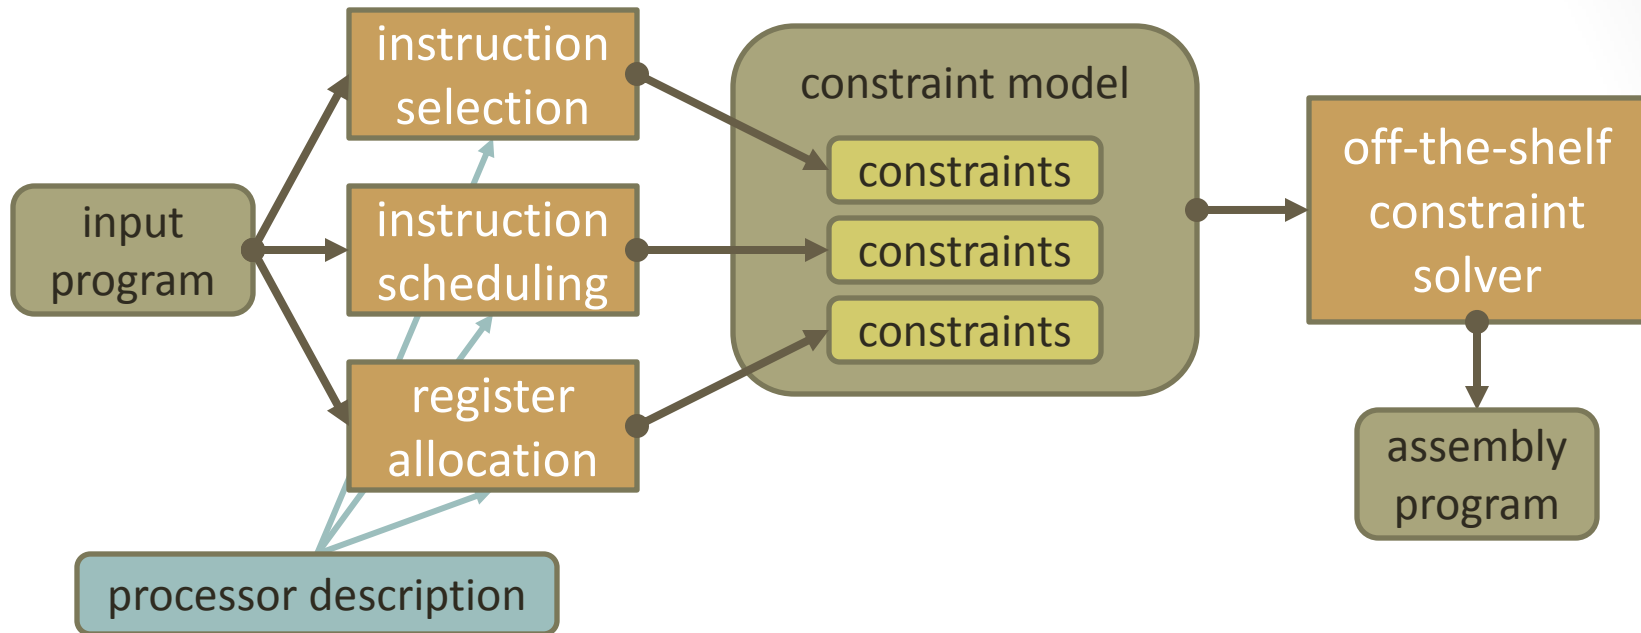 input
program
instruction
selection
instruction
scheduling
register
allocation
processor description
constraint model
constraints
constraints
constraints
off-the-shelf
constraint
solver
assembly
program